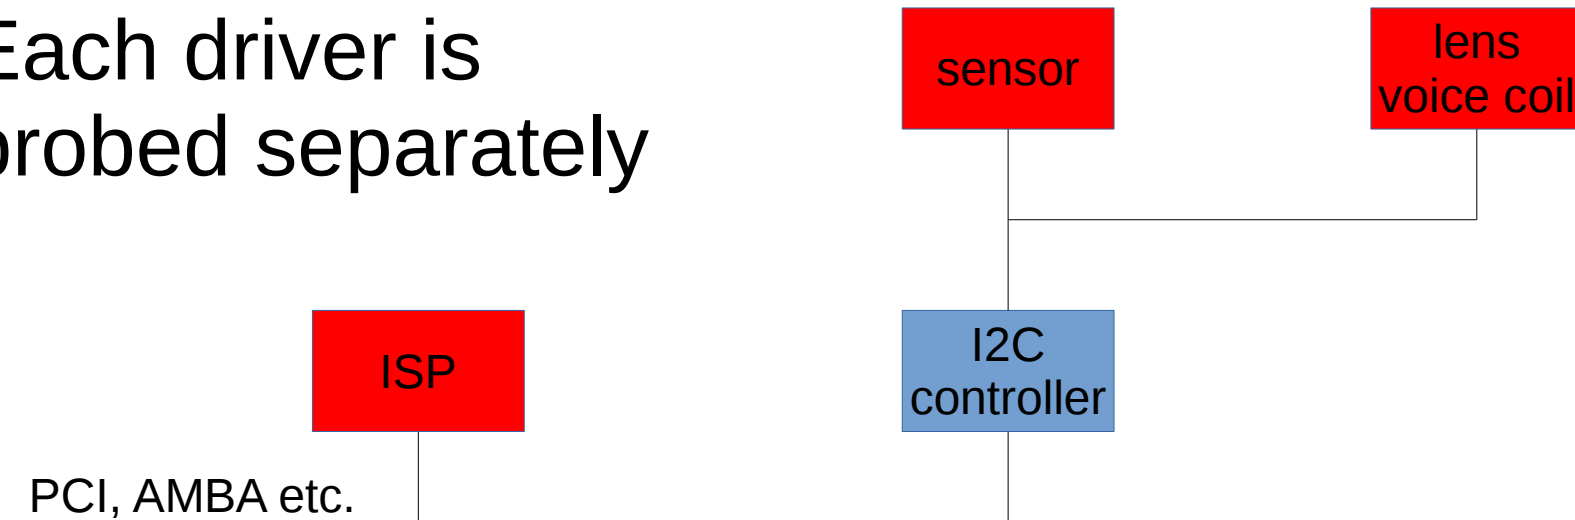 Each driver is
probed separately
sensor
lens
voice coil
ISP
I2C
controller
PCI, AMBA etc.